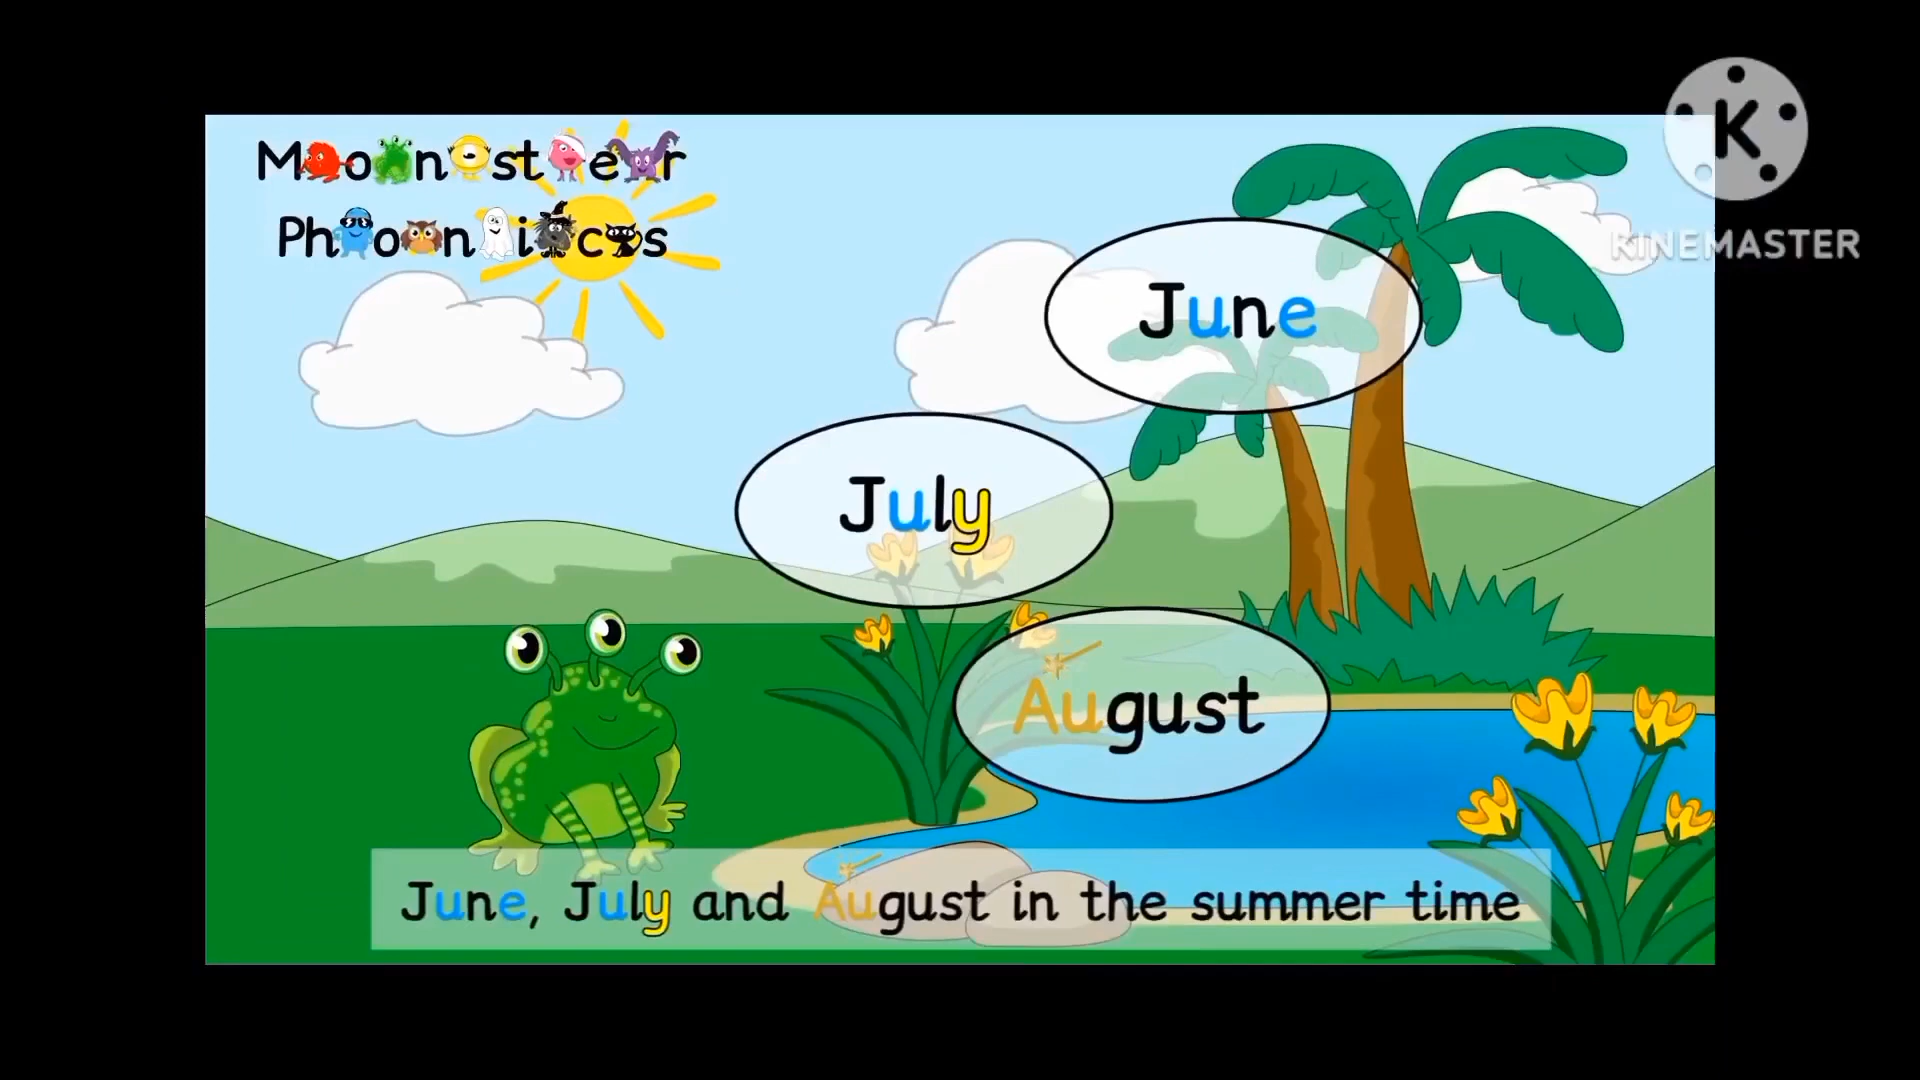 Monster
Phonics
K
KINEMASTER
June
July
August
June, July and August in the summer time